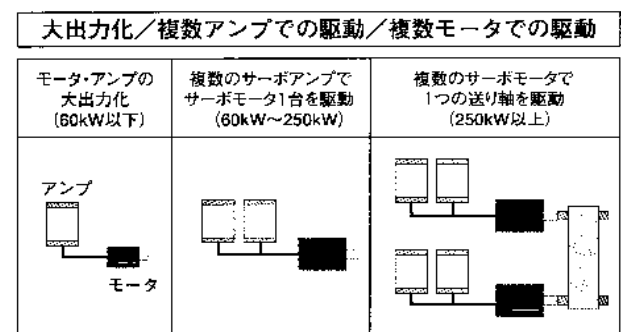 大出力化／複数アンプでの駆動／複数モータでの駆動
モータ・アンプの
大出力化
(60kW以下)
複数のサーボアンプで
サーボモータ1台を駆動
(60kW～250kW)
複数のサーボモータで
1つの送り軸を駆動
(250kW以上)
アンプ
モータ